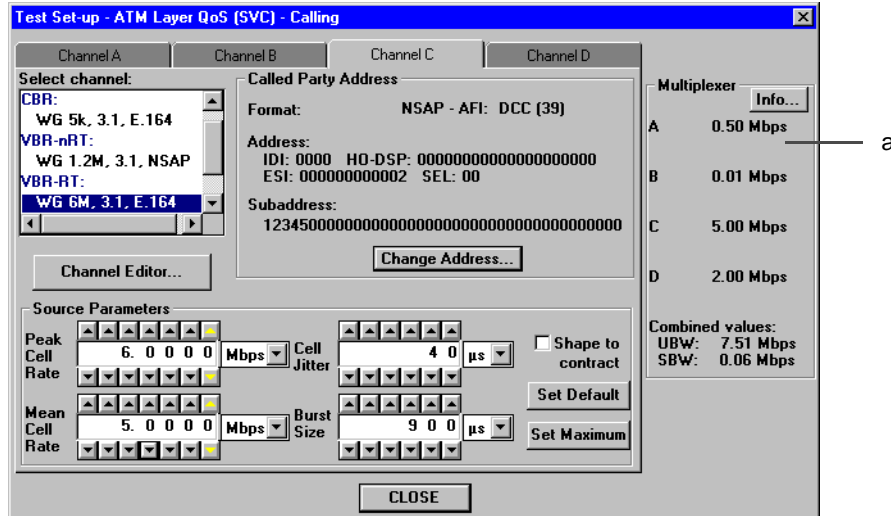 Test Set-up - ATM Layer QoS (SVC) - Calling
Channel A
Channel B
Channel C
Channel D
Select channel:
CBR:
WG 5k, 3.1, E.164
VBR-nRT:
WG 1.2M, 3.1, NSAP
VBR-RT:
WG 6M, 3.1, E.164
Channel Editor...
Called Party Address
Format: NSAP - AFI: DCC (39)
Address:
IDI: 0000 HO-DSP: 00000000000000000000
ESI: 000000000002 SEL: 00
Subaddress:
1234500000000000000000000000000000000000
Change Address...
Source Parameters
Peak Cell Rate
6. 0 0 0 0
Mbps
Cell Jitter
4 0
µs
Shape to contract
Mean Cell Rate
5. 0 0 0 0
Mbps
Burst Size
9 0 0
µs
Set Default
Set Maximum
Multiplexer
Info...
A 0.50 Mbps
B 0.01 Mbps
C 5.00 Mbps
D 2.00 Mbps
Combined values:
UBW: 7.51 Mbps
SBW: 0.06 Mbps
CLOSE
a